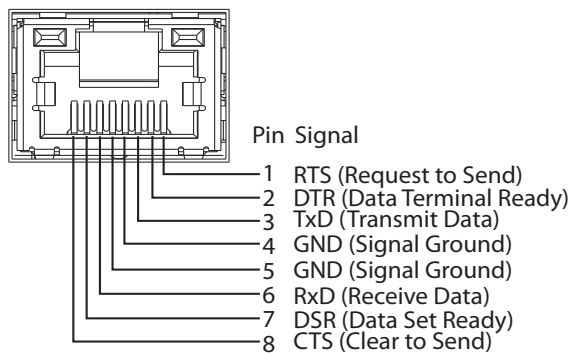 Pin Signal
1 RTS (Request to Send)
2 DTR (Data Terminal Ready)
3 TxD (Transmit Data)
4 GND (Signal Ground)
5 GND (Signal Ground)
6 RxD (Receive Data)
7 DSR (Data Set Ready)
8 CTS (Clear to Send)